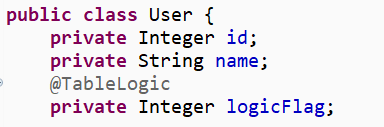 public class User {
    private Integer id;
    private String name;
    @TableLogic
    private Integer logicFlag;